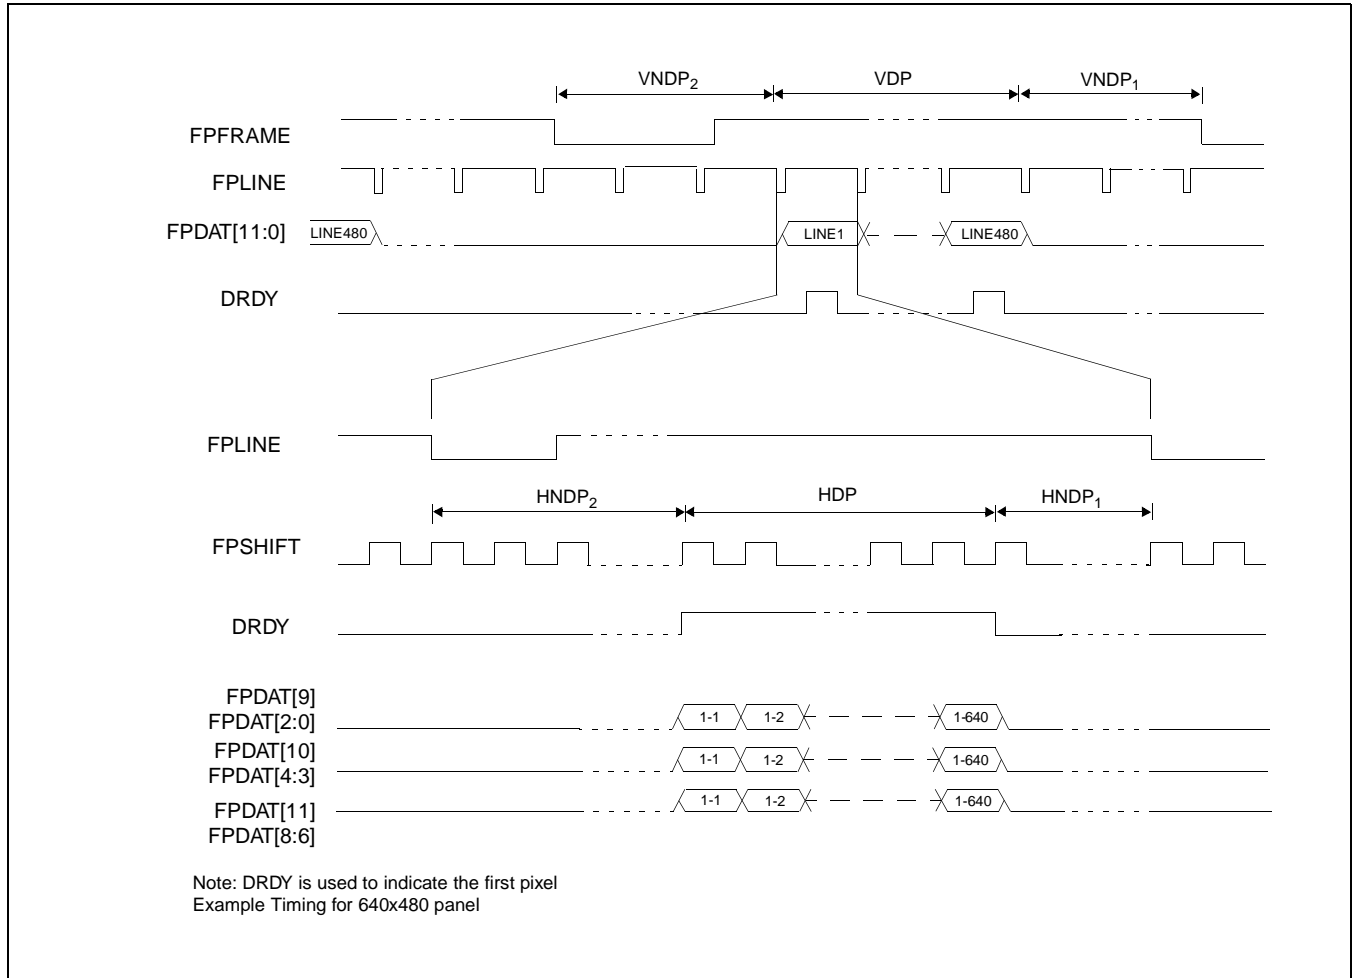 VNDP2 VDP VNDP1
FPFRAME
FPLINE
FPDAT[11:0] LINE480 LINE1 LINE480
DRDY
FPLINE
HNDP2 HDP HNDP1
FPSHIFT
DRDY
FPDAT[9]
FPDAT[2:0] 1-1 1-2 1-640
FPDAT[10]
FPDAT[4:3] 1-1 1-2 1-640
FPDAT[11] 1-1 1-2 1-640
FPDAT[8:6]
Note: DRDY is used to indicate the first pixel
Example Timing for 640x480 panel